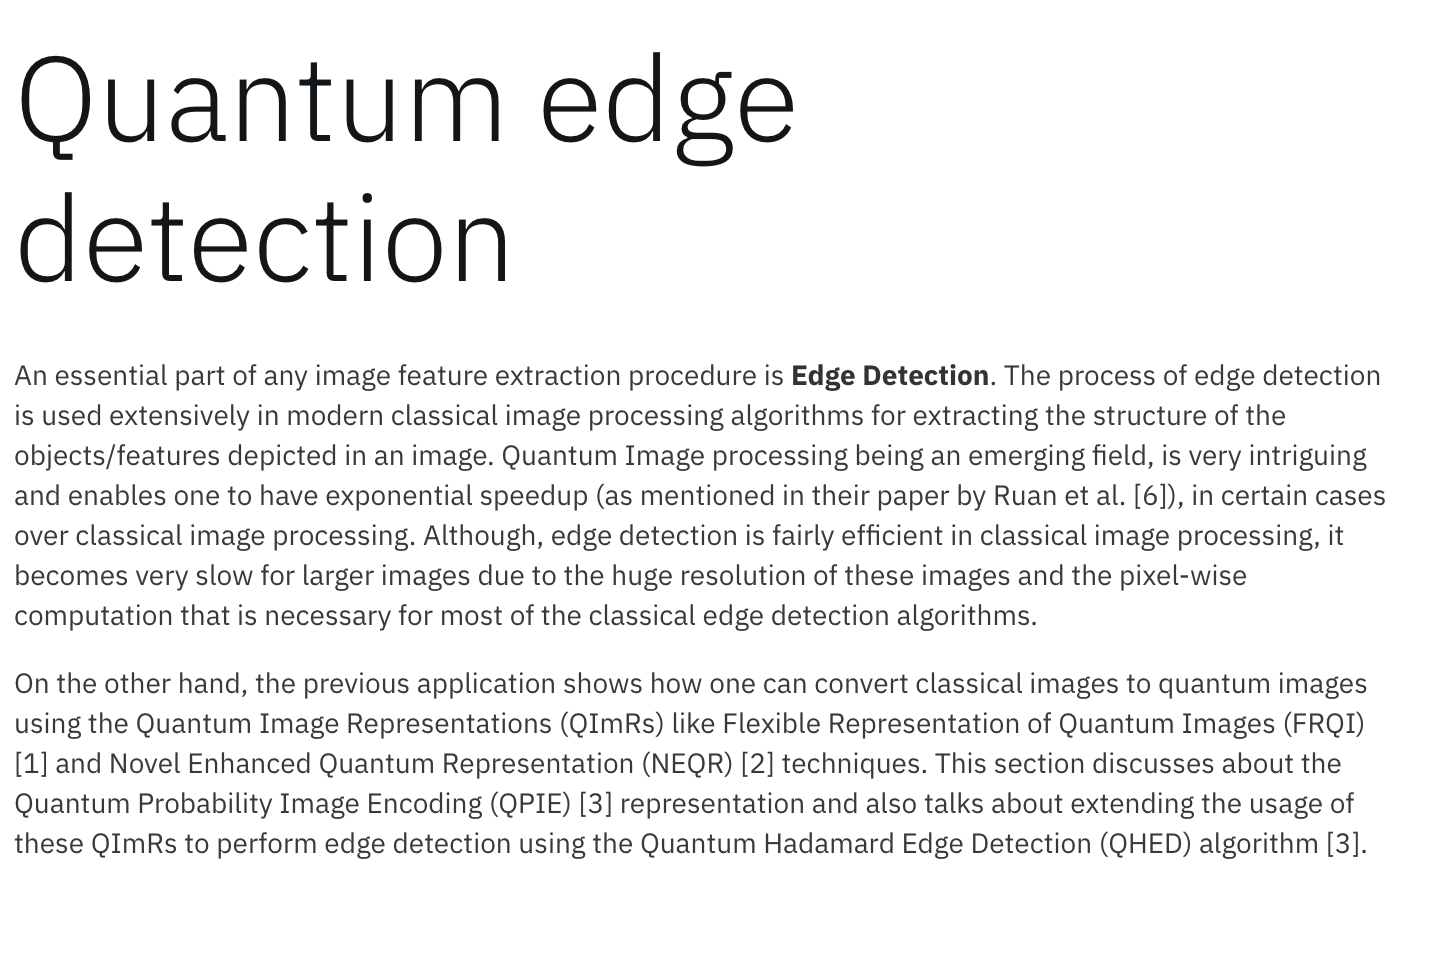 Quantum edge
detection
An essential part of any image feature extraction procedure is Edge Detection. The process of edge detection
is used extensively in modern classical image processing algorithms for extracting the structure of the
objects/features depicted in an image. Quantum Image processing being an emerging field, is very intriguing
and enables one to have exponential speedup (as mentioned in their paper by Ruan et al. [6]), in certain cases
over classical image processing. Although, edge detection is fairly efficient in classical image processing, it
becomes very slow for larger images due to the huge resolution of these images and the pixel-wise
computation that is necessary for most of the classical edge detection algorithms.
On the other hand, the previous application shows how one can convert classical images to quantum images
using the Quantum Image Representations (QImRs) like Flexible Representation of Quantum Images (FRQI)
[1] and Novel Enhanced Quantum Representation (NEQR) [2] techniques. This section discusses about the
Quantum Probability Image Encoding (QPIE) [3] representation and also talks about extending the usage of
these QImRs to perform edge detection using the Quantum Hadamard Edge Detection (QHED) algorithm [3].